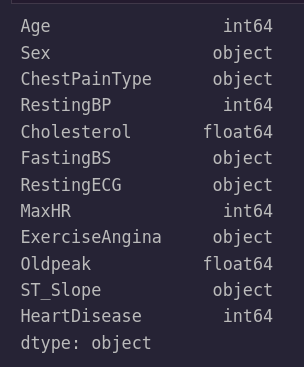 Age int64
Sex object
ChestPainType object
RestingBP int64
Cholesterol float64
FastingBS object
RestingECG object
MaxHR int64
ExerciseAngina object
Oldpeak float64
ST_Slope object
HeartDisease int64
dtype: object